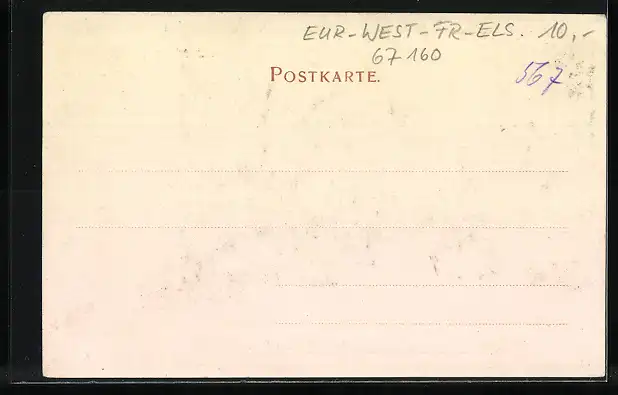 EUR-WEST-FR-ELS. 10,-
67160
POSTKARTE.
567